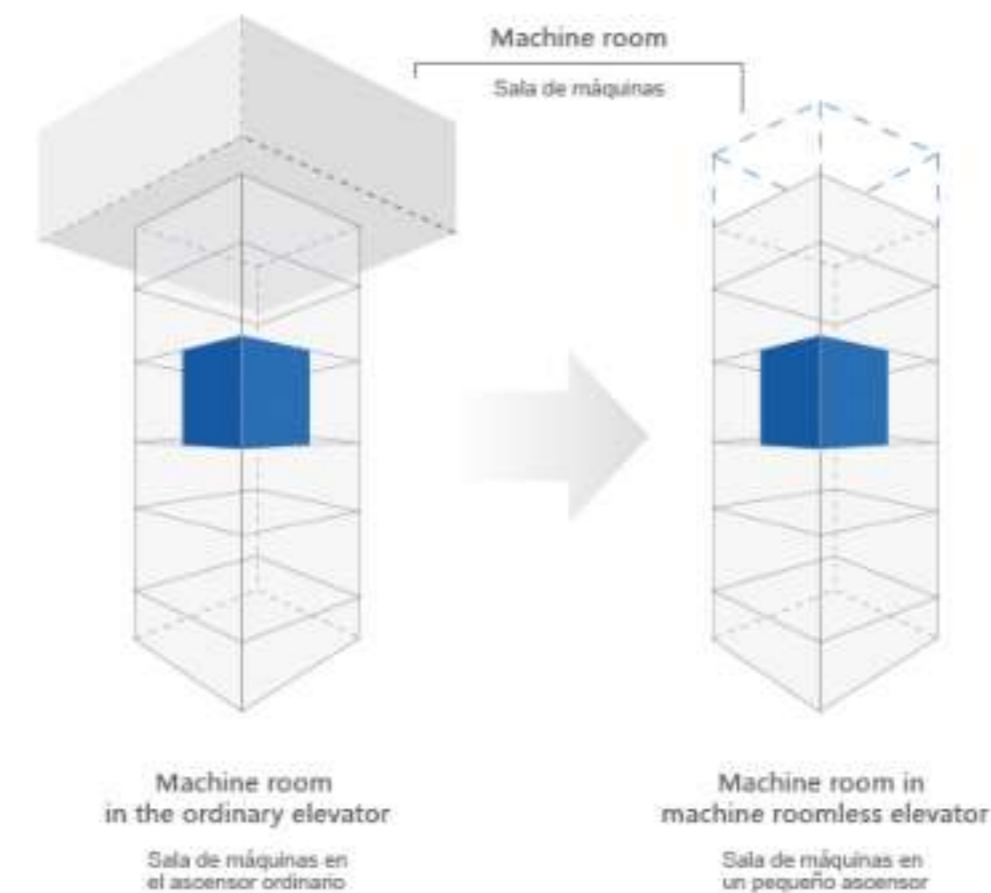 Machine room
Sala de máquinas
Machine room
in the ordinary elevator
Sala de máquinas en
el ascensor ordinario
Machine room in
machine roomless elevator
Sala de máquinas en
un pequeño ascensor